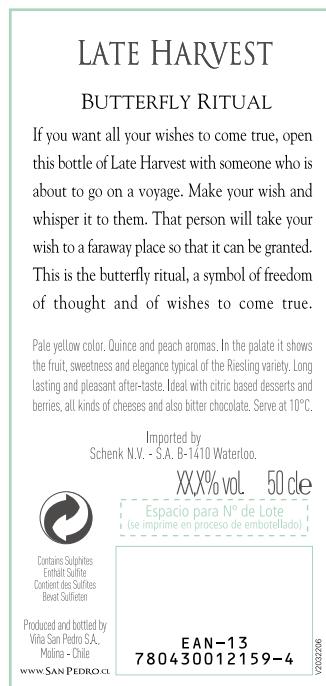 LATE HARVEST
BUTTERFLY RITUAL
If you want all your wishes to come true, open
this bottle of Late Harvest with someone who is
about to go on a voyage. Make your wish and
whisper it to them. That person will take your
wish to a faraway place so that it can be granted.
This is the butterfly ritual, a symbol of freedom
of thought and of wishes to come true.
Pale yellow color. Quince and peach aromas. In the palate it shows
the fruit, sweetness and elegance typical of the Riesling variety. Long
lasting and pleasant after-taste. Ideal with citric based desserts and
berries, all kinds of cheeses and also bitter chocolate. Serve at 10°C.
Imported by
Schenk N.V. - S.A. B-1410 Waterloo.
XX,X% vol. 50 cle
Espacio para Nº de Lote
(se imprime en proceso de embotellado)
Contains Sulphites
Enthält Sulfite
Contient des Sulfites
Bevat Sulfieten
Produced and bottled by
Viña San Pedro S.A.,
Molina - Chile
WWW.SANPEDRO.CL
EAN-13
780430012159-4
V2032206